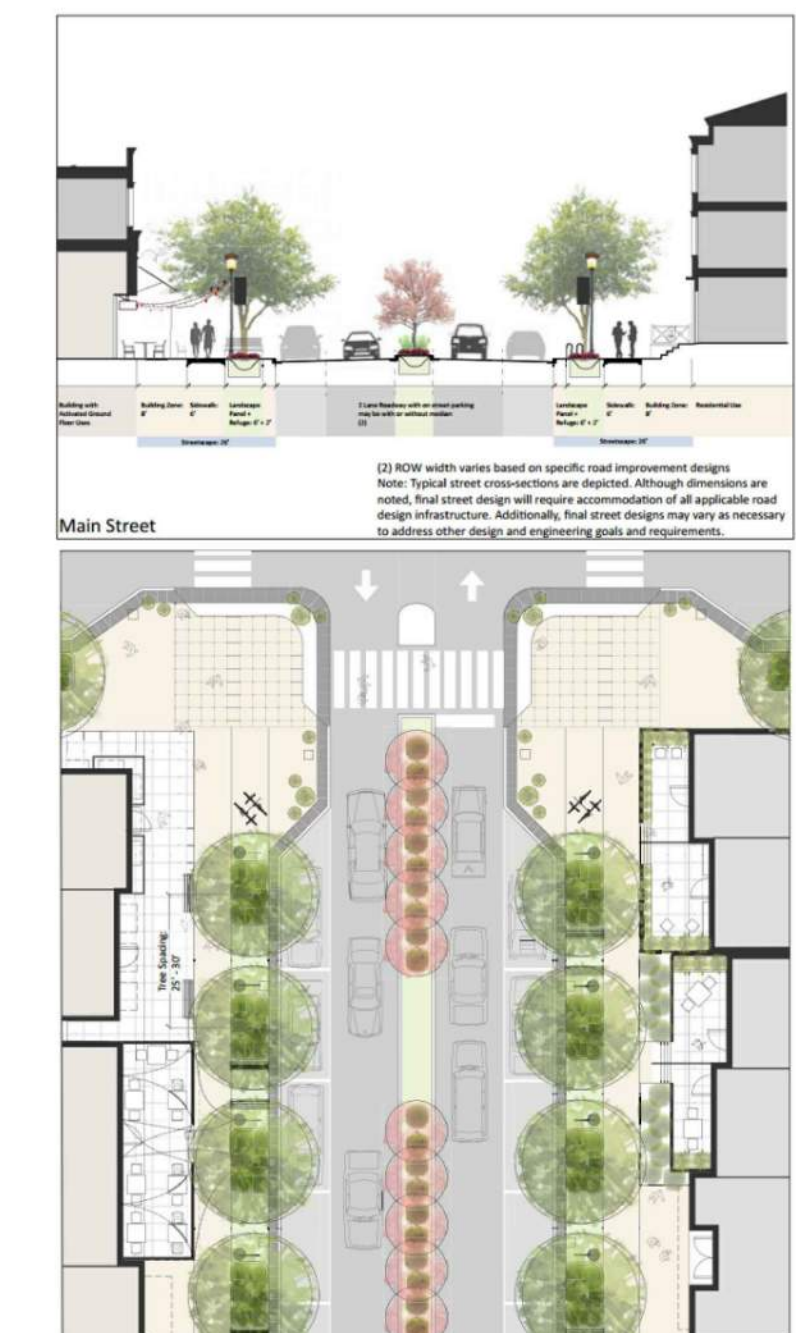 Building with
Activated Ground
Floor Uses
Building Zone:
8'
Sidewalk:
6'
Landscape
Panel +
Refuge: 6' + 2'
2 Lane Roadway with on street parking
may be with or without median
(2)
Landscape
Panel +
Refuge: 6' + 2'
Sidewalk:
6'
Building Zone:
8'
Residential Use
Streetscape: 20'
Streetscape: 20'
(2) ROW width varies based on specific road improvement designs
Note: Typical street cross-sections are depicted. Although dimensions are
noted, final street design will require accommodation of all applicable road
design infrastructure. Additionally, final street designs may vary as necessary
to address other design and engineering goals and requirements.
Main Street
Tree Spacing:
25' - 30'